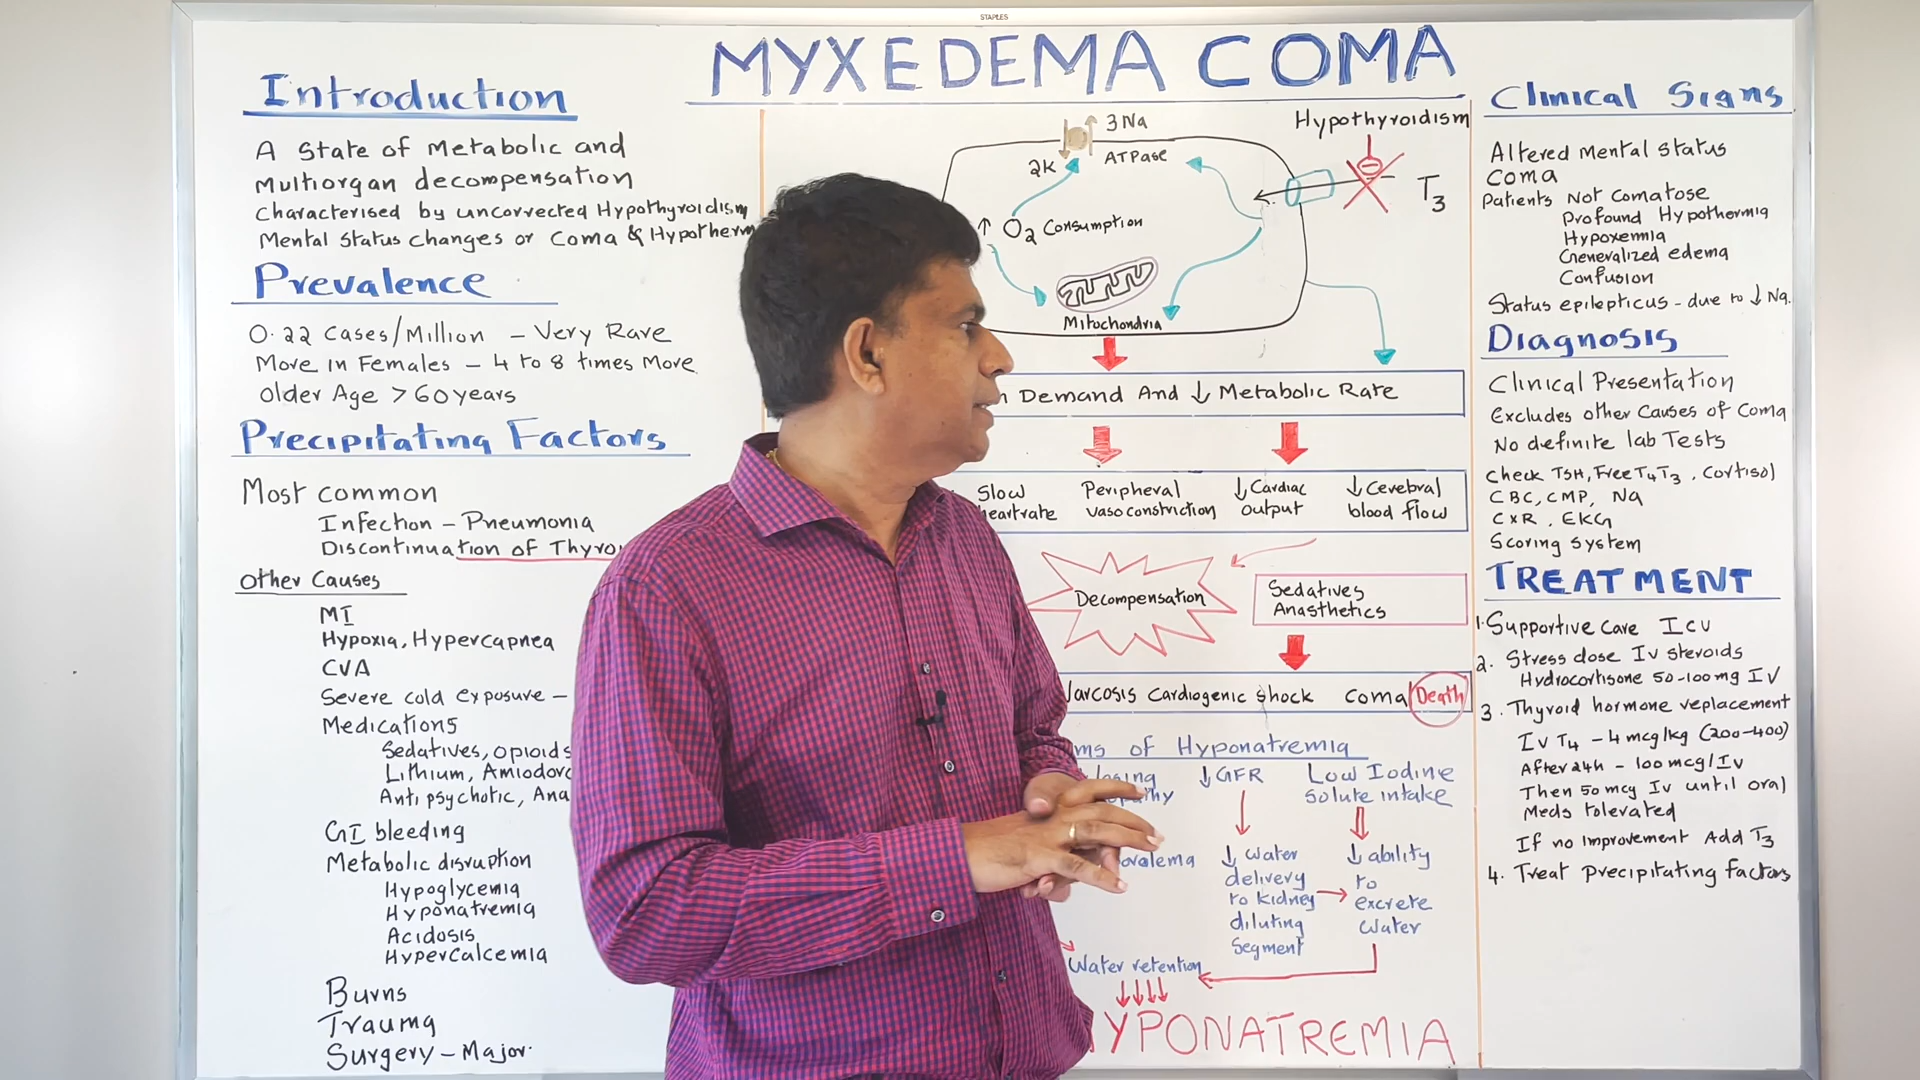 STAPLES
MYXEDEMA COMA
Introduction
A State of Metabolic and
Multiorgan decompensation
Characterised by uncorrected Hypothyroidism
Mental Status changes or Coma & Hypotherm
Prevalence
0.22 Cases/Million - Very Rare
More in Females - 4 to 8 times More
Older Age > 60 years
Precipitating Factors
Most common
Infection - Pneumonia
Discontinuation of Thyro
Other Causes
MI
Hypoxia, Hypercapnea
CVA
Severe cold exposure -
Medications
Sedatives, opioids
Lithium, Amiodar
Antipsychotic, Ana
GI bleeding
Metabolic disruption
Hypoglycemia
Hyponatremia
Acidosis
Hypercalcemia
Burns
Trauma
Surgery - Major.
3 Na
2K ATPase
Hypothyroidism
T3
↑ O2 Consumption
Mitochondria
Demand And ↓ Metabolic Rate
Slow
heartrate
Peripheral
vasoconstriction
↓ Cardiac
output
↓ Cerebral
blood flow
Decompensation
Sedatives
Anasthetics
Narcosis Cardiogenic shock Coma Death
ms of Hyponatremia
losing
pathy
↓ GFR
Low Iodine
Solute intake
ovolema
↓ Water
delivery
to kidney
diluting
Segment
↓ ability
to
excrete
Water
Water retention
HYPONATREMIA
Clinical Signs
Altered Mental Status
Coma
Patients Not Comatose
Profound Hypothermia
Hypoxemia
Generalized edema
Confusion
Status epilepticus - due to ↓ Na.
Diagnosis
Clinical Presentation
Excludes other Causes of Coma
No definite lab Tests
Check TSH, Free T4 T3, Cortisol
CBC, CMP, Na
CXR, EKG
Scoring System
TREATMENT
1. Supportive Care ICU
2. Stress dose IV steroids
Hydrocortisone 50-100mg IV
3. Thyroid hormone replacement
IV T4 - 4 mcg/kg (200-400)
After 24h - 100 mcg/IV
Then 50 mcg IV until oral
Meds tolerated
If no Improvement Add T3
4. Treat Precipitating factors